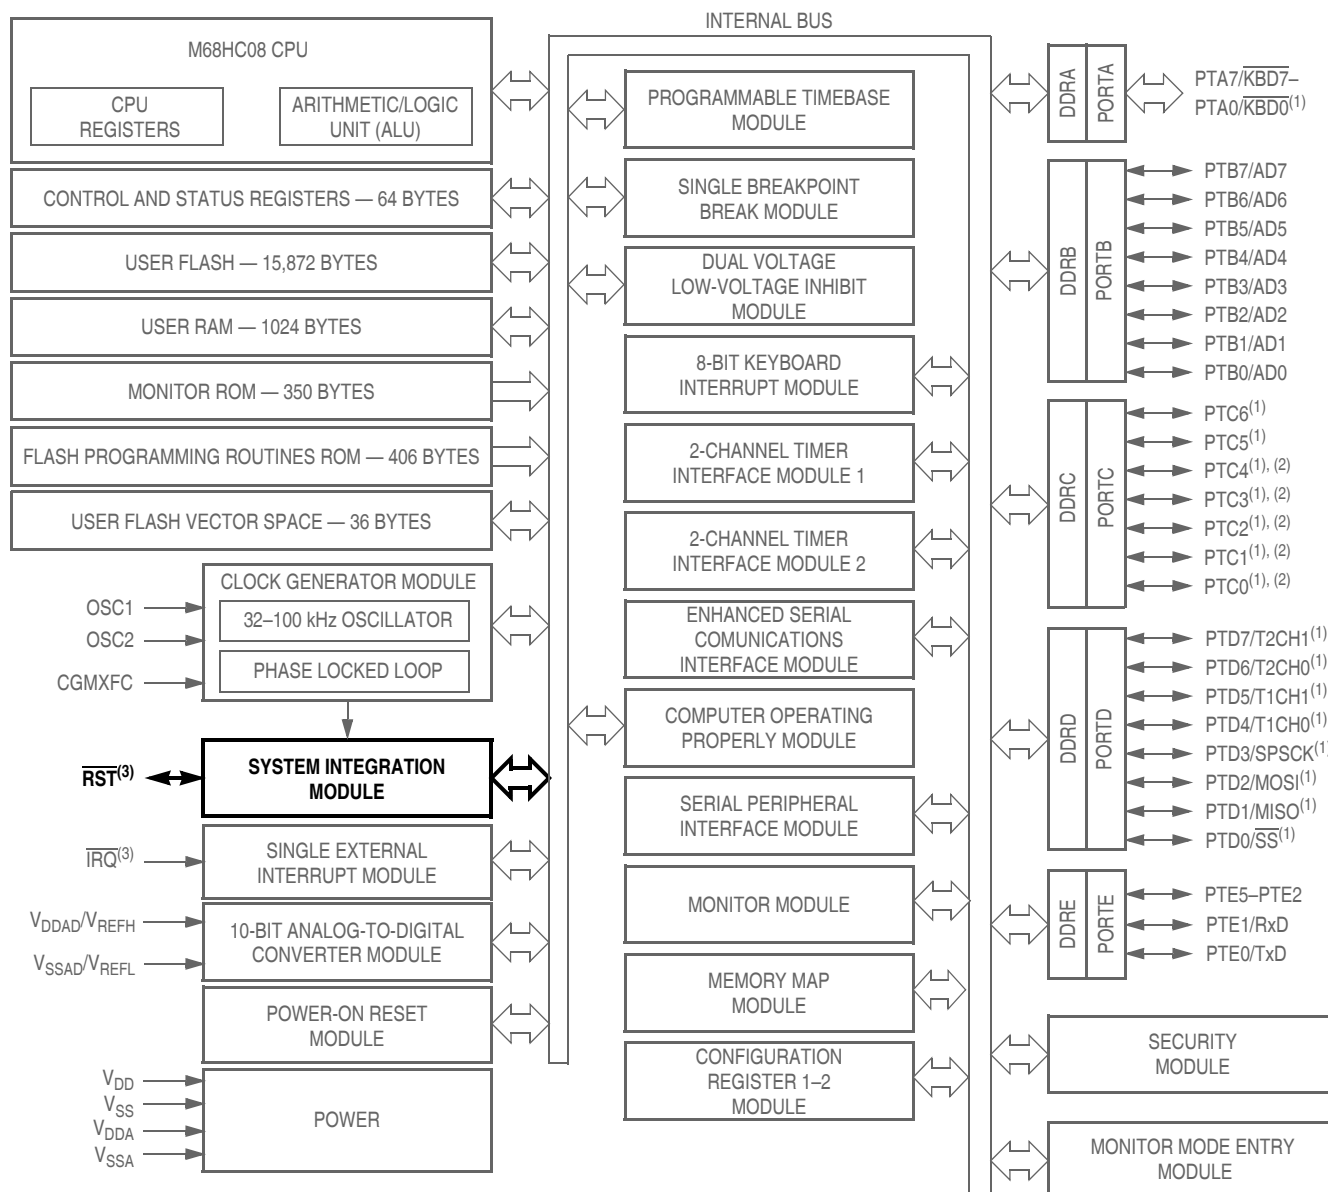 INTERNAL BUS
M68HC08 CPU
CPU
REGISTERS
ARITHMETIC/LOGIC
UNIT (ALU)
CONTROL AND STATUS REGISTERS — 64 BYTES
USER FLASH — 15,872 BYTES
USER RAM — 1024 BYTES
MONITOR ROM — 350 BYTES
FLASH PROGRAMMING ROUTINES ROM — 406 BYTES
USER FLASH VECTOR SPACE — 36 BYTES
CLOCK GENERATOR MODULE
32–100 kHz OSCILLATOR
PHASE LOCKED LOOP
OSC1
OSC2
CGMXFC
SYSTEM INTEGRATION
MODULE
RST(3)
SINGLE EXTERNAL
INTERRUPT MODULE
IRQ(3)
10-BIT ANALOG-TO-DIGITAL
CONVERTER MODULE
VDDAD/VREFH
VSSAD/VREFL
POWER-ON RESET
MODULE
POWER
VDD
VSS
VDDA
VSSA
PROGRAMMABLE TIMEBASE
MODULE
SINGLE BREAKPOINT
BREAK MODULE
DUAL VOLTAGE
LOW-VOLTAGE INHIBIT
MODULE
8-BIT KEYBOARD
INTERRUPT MODULE
2-CHANNEL TIMER
INTERFACE MODULE 1
2-CHANNEL TIMER
INTERFACE MODULE 2
ENHANCED SERIAL
COMUNICATIONS
INTERFACE MODULE
COMPUTER OPERATING
PROPERLY MODULE
SERIAL PERIPHERAL
INTERFACE MODULE
MONITOR MODULE
MEMORY MAP
MODULE
CONFIGURATION
REGISTER 1–2
MODULE
DDRA
PORTA
PTA7/KBD7–
PTA0/KBD0(1)
DDRB
PORTB
PTB7/AD7
PTB6/AD6
PTB5/AD5
PTB4/AD4
PTB3/AD3
PTB2/AD2
PTB1/AD1
PTB0/AD0
DDRC
PORTC
PTC6(1)
PTC5(1)
PTC4(1), (2)
PTC3(1), (2)
PTC2(1), (2)
PTC1(1), (2)
PTC0(1), (2)
DDRD
PORTD
PTD7/T2CH1(1)
PTD6/T2CH0(1)
PTD5/T1CH1(1)
PTD4/T1CH0(1)
PTD3/SPSCK(1)
PTD2/MOSI(1)
PTD1/MISO(1)
PTD0/SS(1)
DDRE
PORTE
PTE5–PTE2
PTE1/RxD
PTE0/TxD
SECURITY
MODULE
MONITOR MODE ENTRY
MODULE